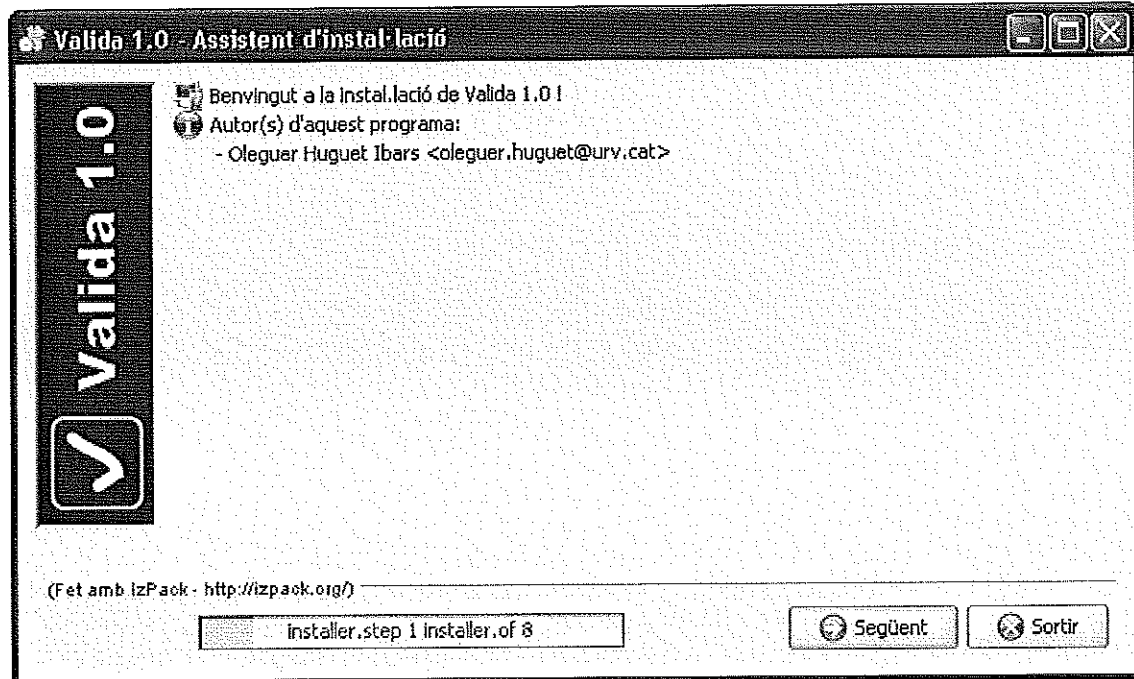 Valida 1.0 - Assistent d'instal·lació
Valida 1.0
Benvingut a la instal.lació de Valida 1.0 !
Autor(s) d'aquest programa:
- Oleguer Huguet Ibars <oleguer.huguet@urv.cat>
(Fet amb IzPack - http://izpack.org/)
installer.step 1 installer.of 8
Següent
Sortir